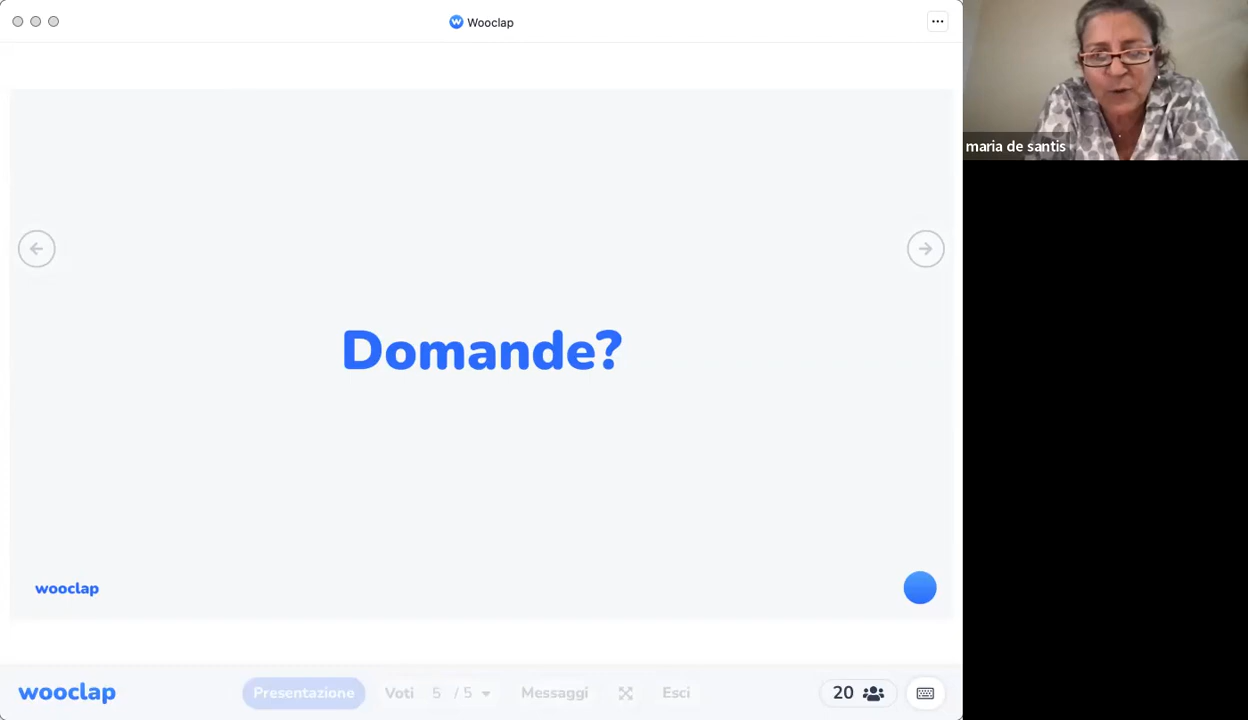 Wooclap
maria de santis
Domande?
wooclap
wooclap
Presentazione
Voti 5 / 5
Messaggi
Esci
20